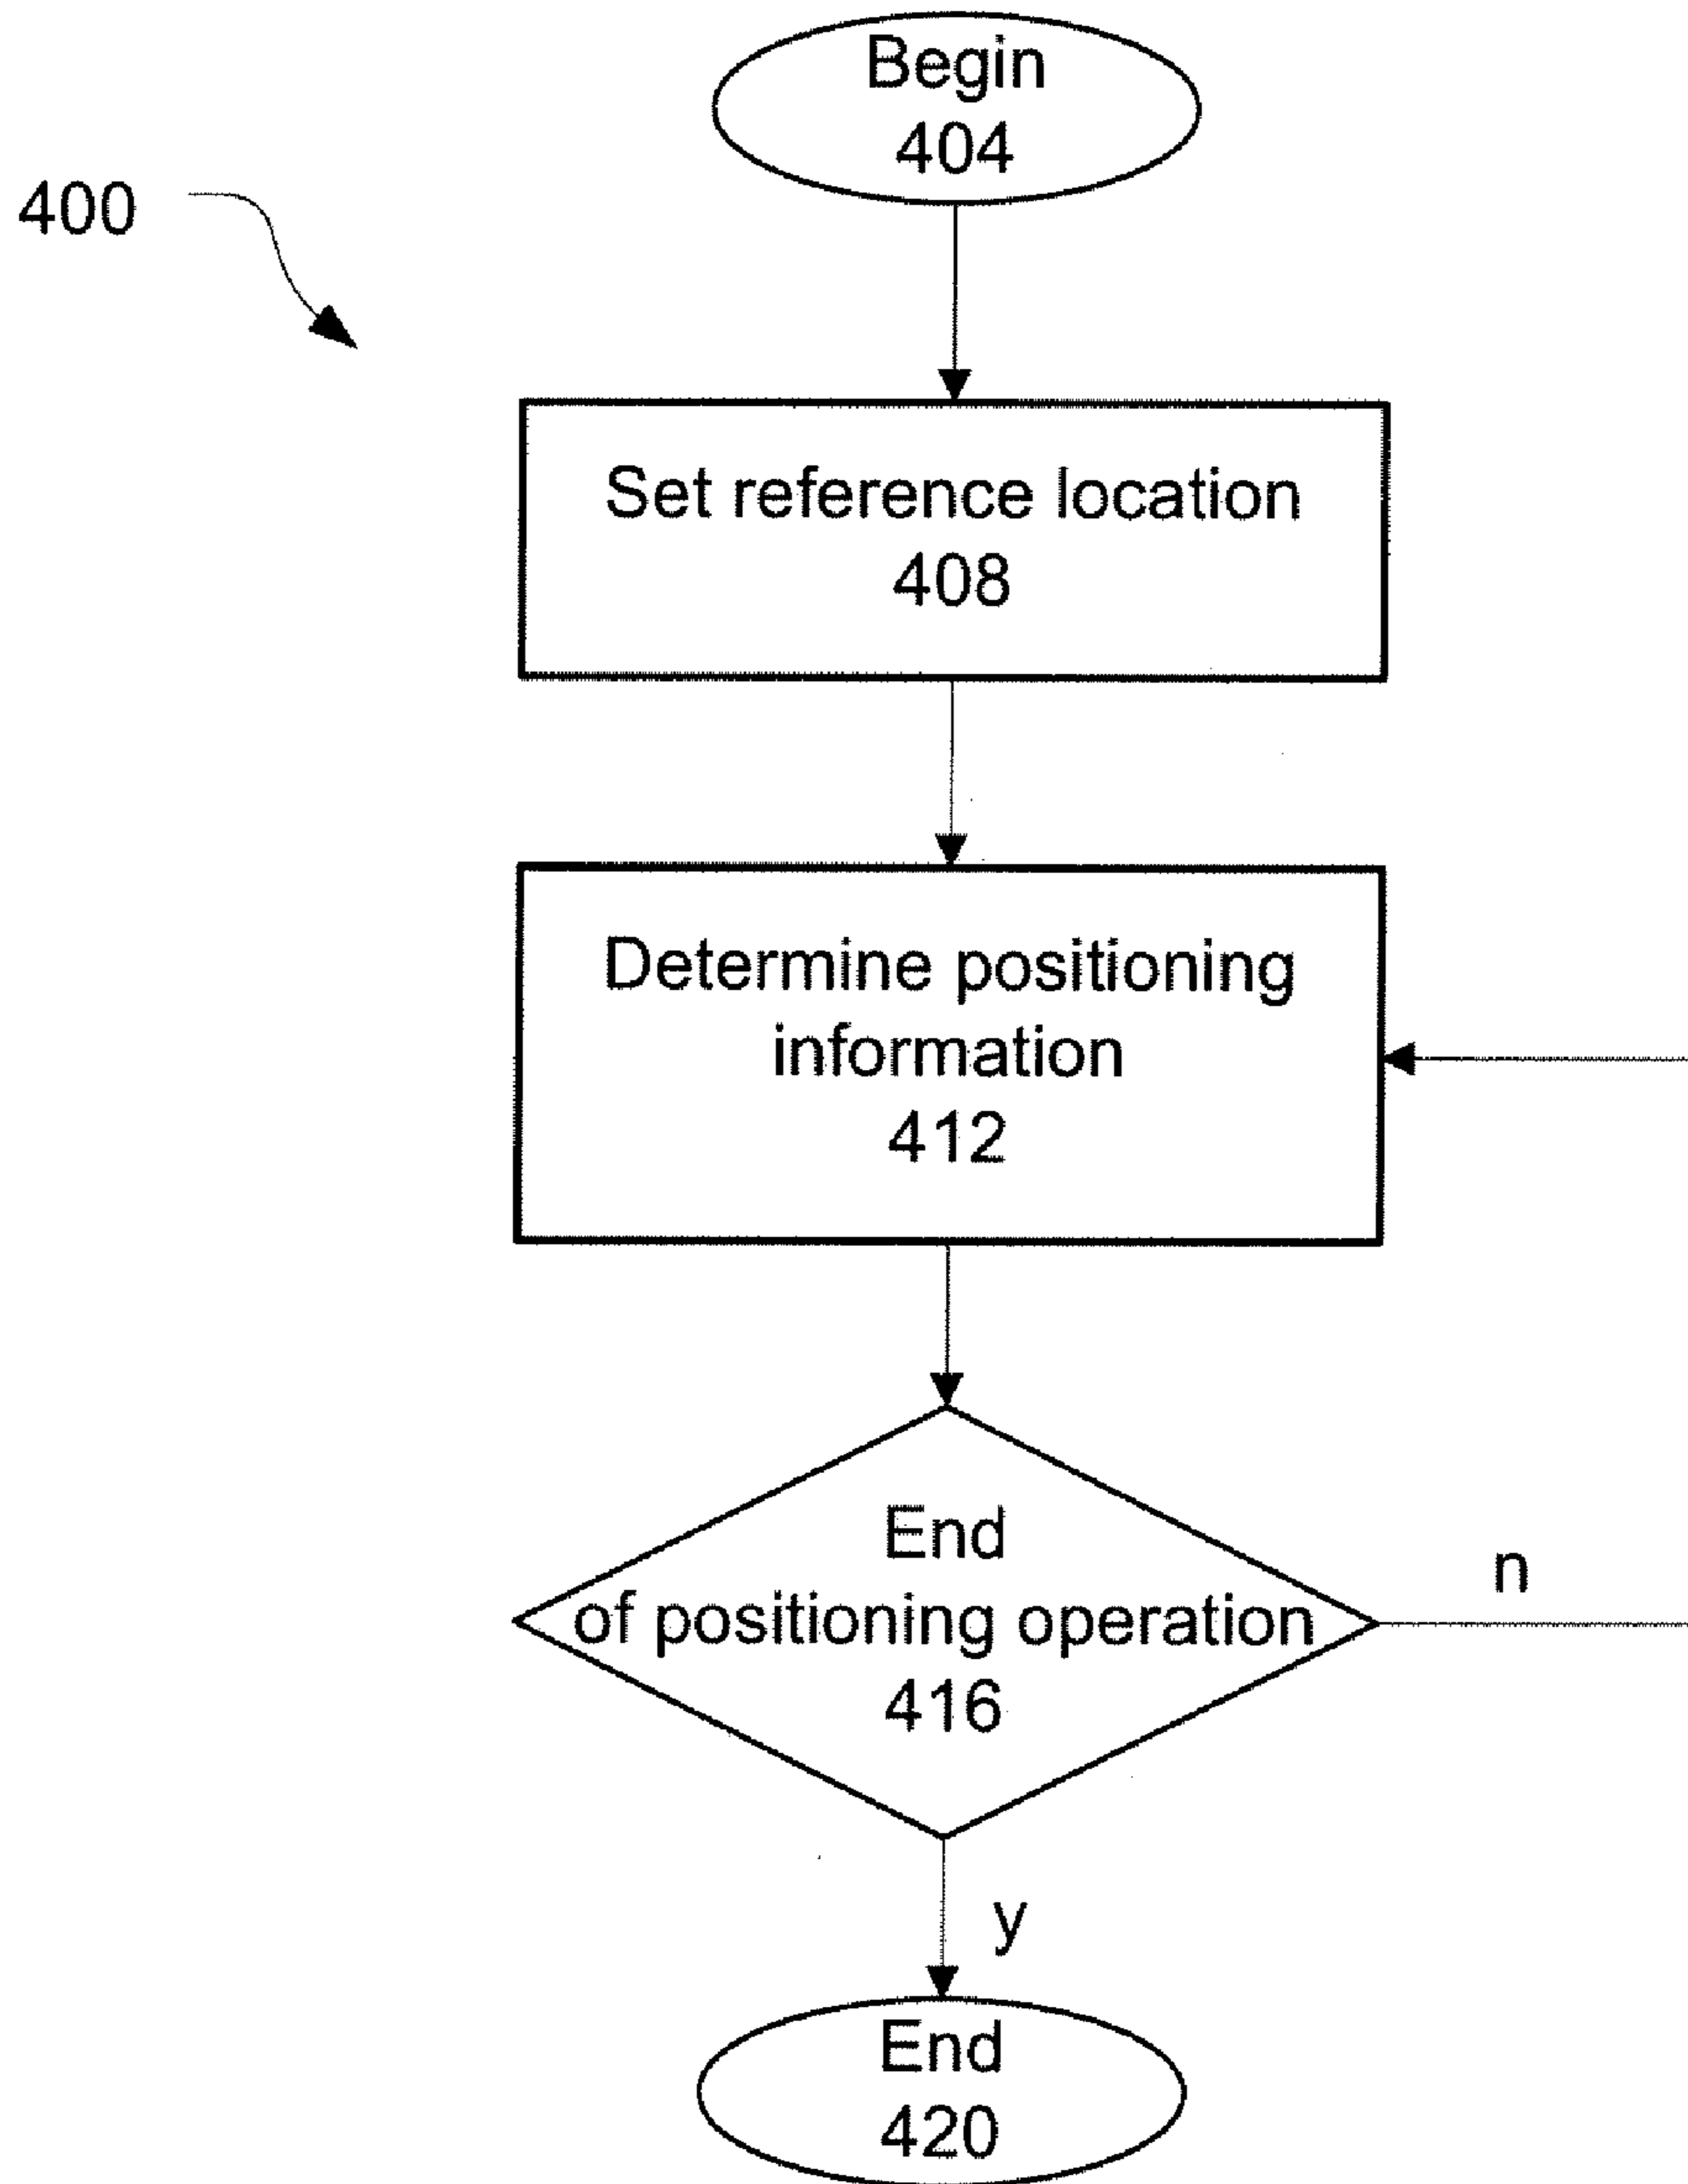 Begin
404
400
Set reference location
408
Determine positioning
information
412
End
of positioning operation
416
n
y
End
420